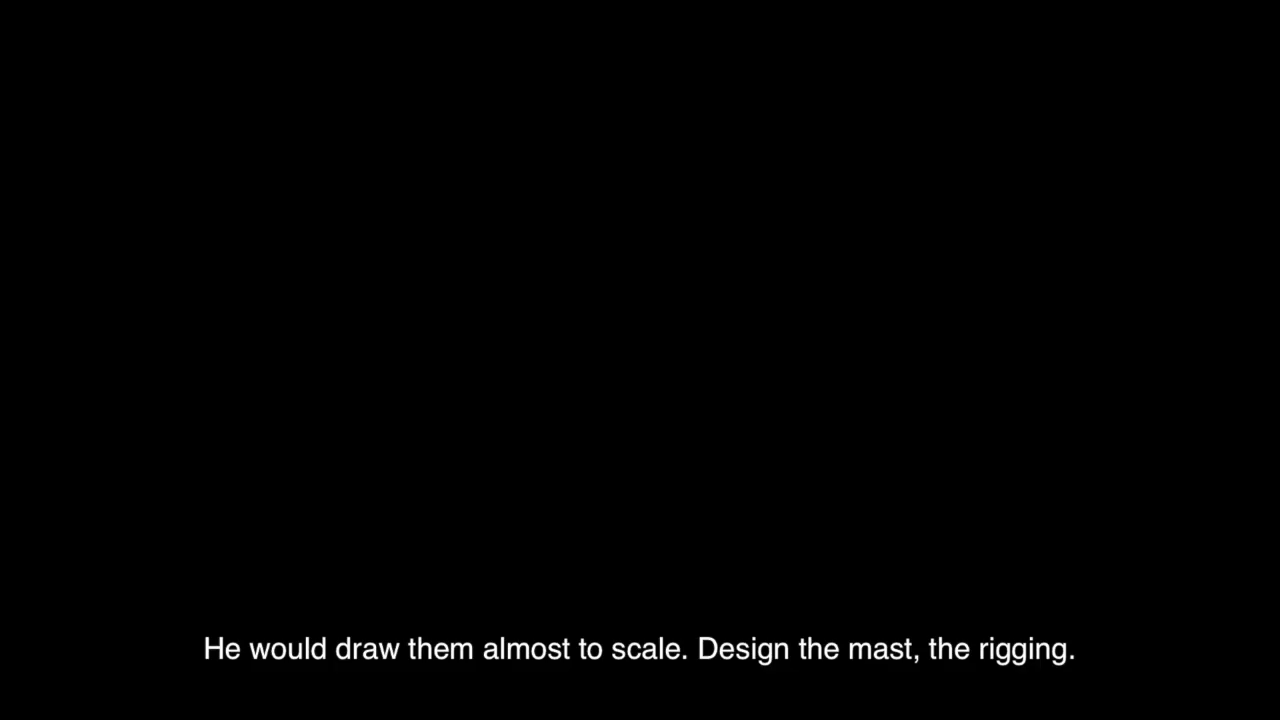 He would draw them almost to scale. Design the mast, the rigging.